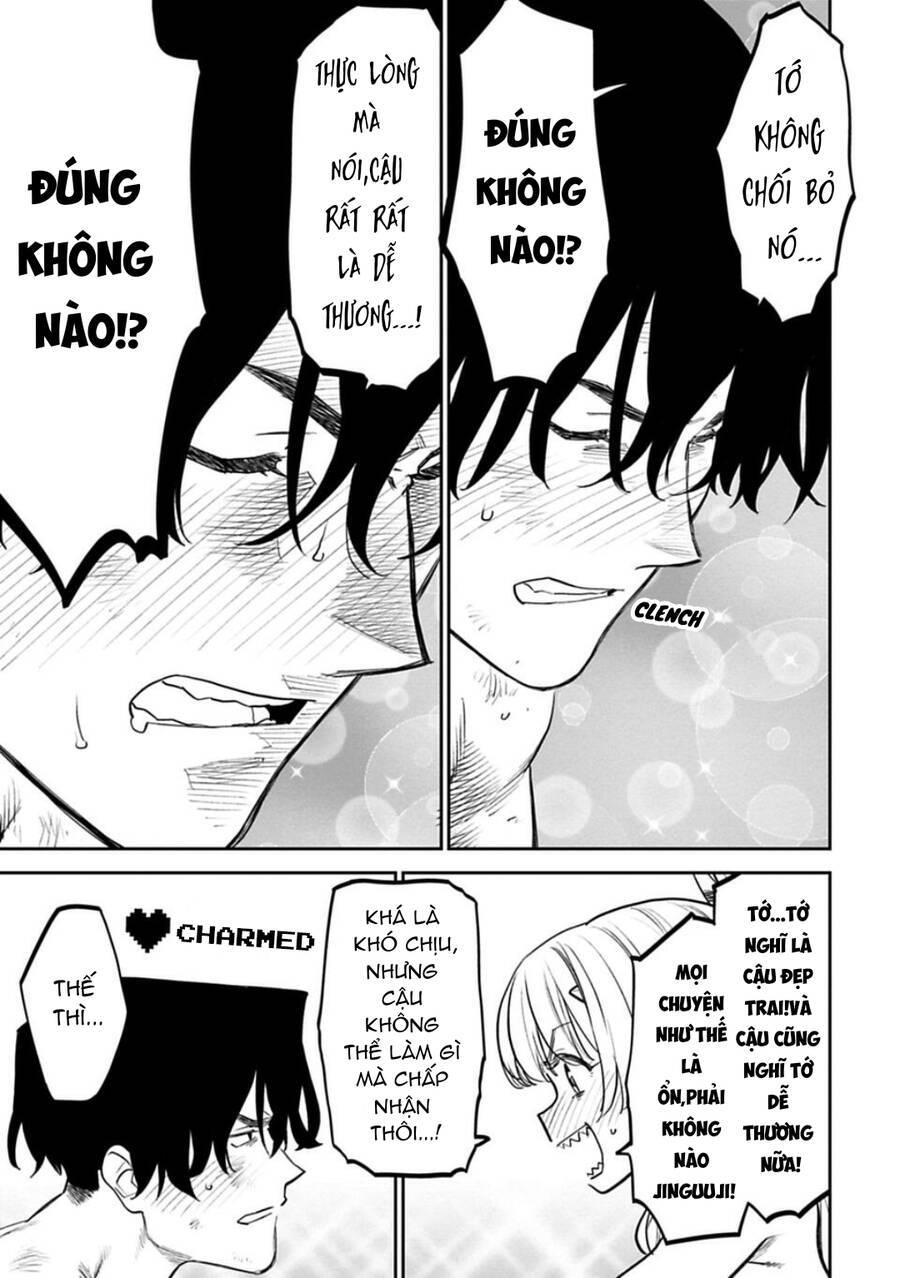 TỚ
KHÔNG
CHỐI BỎ
NÓ...
ĐÚNG
KHÔNG
NÀO!?
THỰC LÒNG
MÀ
NÓI,CẬU
RẤT RẤT
LÀ DỄ
THƯƠNG...!
ĐÚNG
KHÔNG
NÀO!?
CLENCH
TỚ...TỚ
NGHĨ LÀ
CẬU ĐẸP
TRAI!VÀ
CẬU CŨNG
NGHĨ TỚ
DỄ
THƯƠNG
NỮA!
MỌI
CHUYỆN
NHƯ THẾ
LÀ
ỔN,PHẢI
KHÔNG
NÀO
JINGUUJI!
KHÁ LÀ
KHÓ CHỊU,
NHƯNG
CẬU
KHÔNG
THỂ LÀM GÌ
MÀ CHẤP
NHẬN
THÔI...!
CHARMED
THẾ
THÌ...